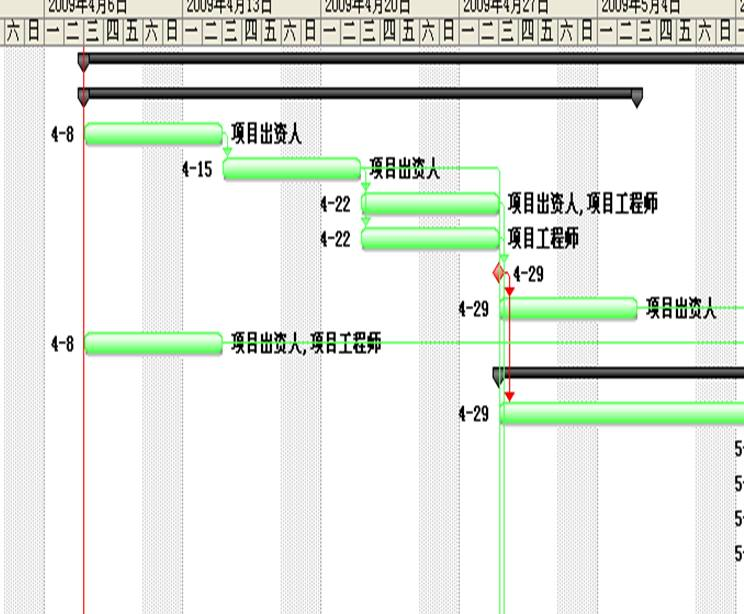 2009年4月6日 2009年4月13日 2009年4月20日 2009年4月27日 2009年5月4日
六 日 一 二 三 四 五 六 日 一 二 三 四 五 六 日 一 二 三 四 五 六 日 一 二 三 四 五 六 日 一 二 三 四 五 六 日 一
4-8 项目出资人
4-15 项目出资人
4-22 项目出资人,项目工程师
4-22 项目工程师
4-29
4-29 项目出资人
4-8 项目出资人,项目工程师
4-29
5-
5-
5-
5-